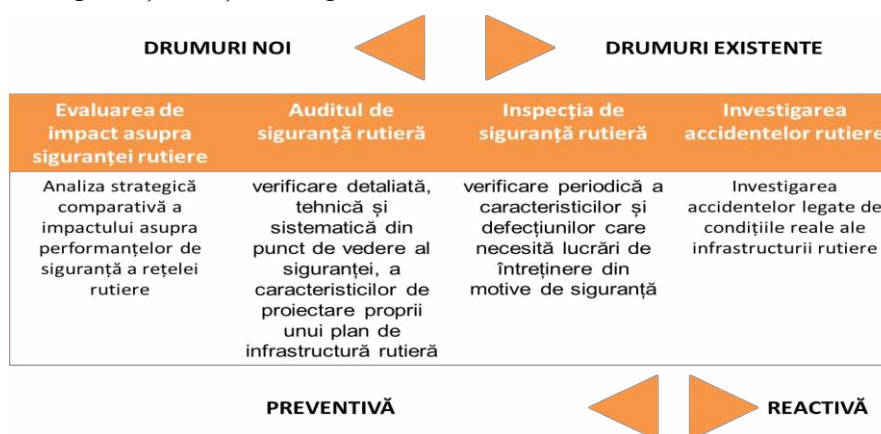 DRUMURI NOI
DRUMURI EXISTENTE
Evaluarea de
impact asupra
siguranței rutiere
Auditul de
siguranță rutieră
Inspecția de
siguranță rutieră
Investigarea
accidentelor rutiere
Analiza strategică
comparativă a
impactului asupra
performanțelor de
siguranță a rețelei
rutiere
verificare detaliată,
tehnică și
sistematică din
punct de vedere al
siguranței, a
caracteristicilor de
proiectare proprii
unui plan de
infrastructură rutieră
verificare periodică a
caracteristicilor și
defecțiunilor care
necesită lucrări de
întreținere din
motive de siguranță
Investigarea
accidentelor legate de
condițiile reale ale
infrastructurii rutiere
PREVENTIVĂ
REACTIVĂ